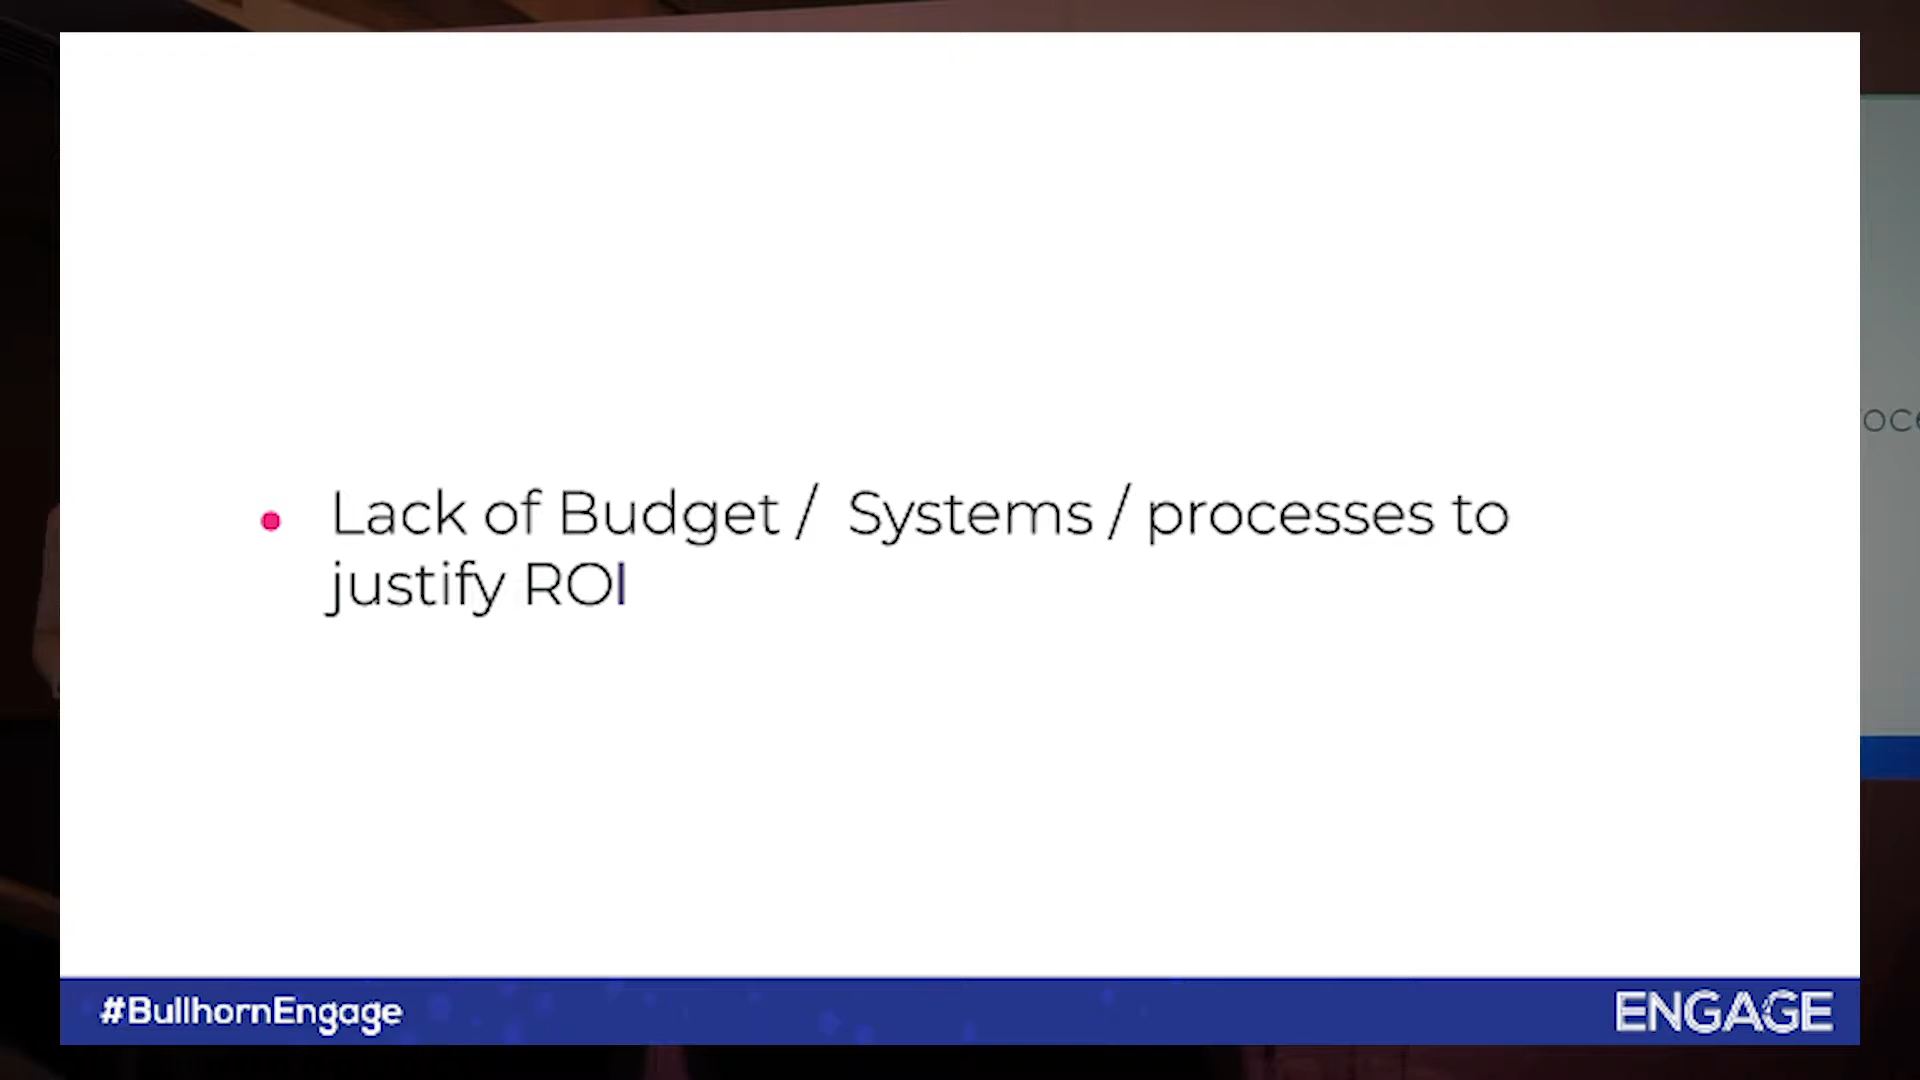 Lack of Budget / Systems / processes to
justify ROI
#BullhornEngage
ENGAGE